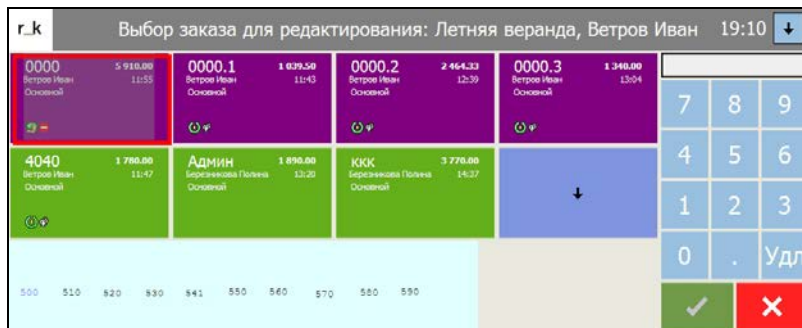 r_k Выбор заказа для редактирования: Летняя веранда, Ветров Иван 19:10
0000 5 910.00
Ветров Иван 11:55
Основной
0000.1 1 039.50
Ветров Иван 11:43
Основной
0000.2 2 464.33
Ветров Иван 12:39
Основной
0000.3 1 340.00
Ветров Иван 13:04
Основной
4040 1 780.00
Ветров Иван 11:47
Основной
Админ 1 890.00
Березникова Полина 13:20
Основной
ккк 3 770.00
Березникова Полина 14:37
Основной
500 510 520 530 541 550 560 570 580 590
7 8 9
4 5 6
1 2 3
0 . Удл